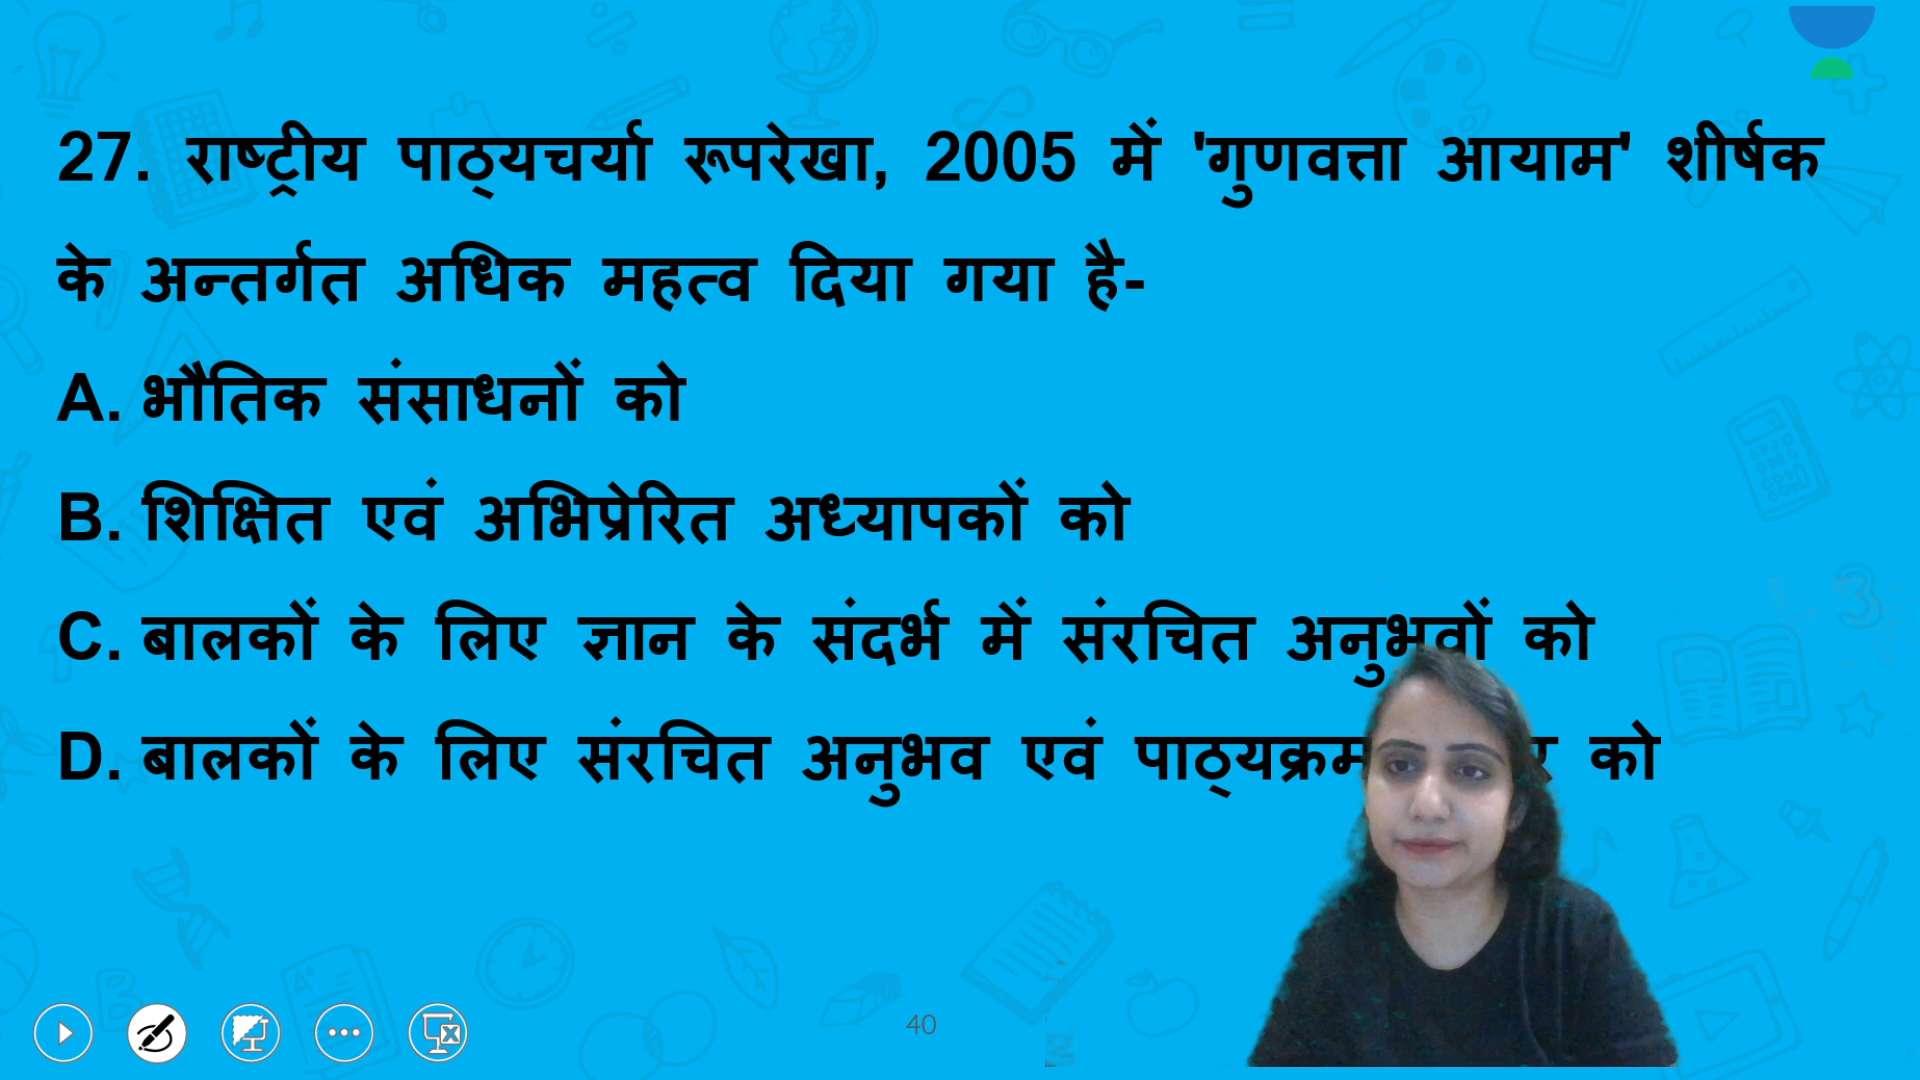 27. राष्ट्रीय पाठ्यचर्या रूपरेखा, 2005 में 'गुणवत्ता आयाम' शीर्षक
के अन्तर्गत अधिक महत्व दिया गया है-
A. भौतिक संसाधनों को
B. शिक्षित एवं अभिप्रेरित अध्यापकों को
C. बालकों के लिए ज्ञान के संदर्भ में संरचित अनुभवों को
D. बालकों के लिए संरचित अनुभव एवं पाठ्यक्रम को
40